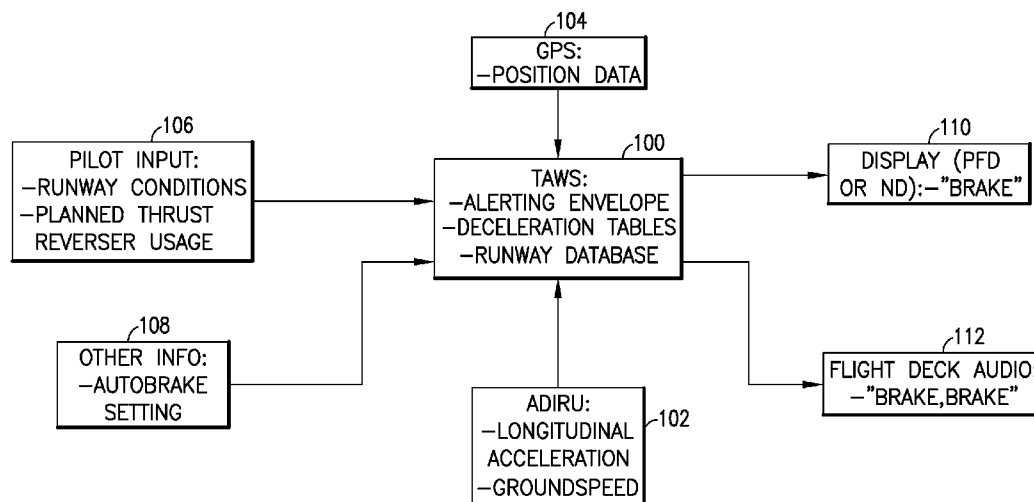 104
GPS:
–POSITION DATA
106
PILOT INPUT:
–RUNWAY CONDITIONS
–PLANNED THRUST
REVERSER USAGE
100
TAWS:
–ALERTING ENVELOPE
–DECELERATION TABLES
–RUNWAY DATABASE
110
DISPLAY (PFD
OR ND):–"BRAKE"
108
OTHER INFO:
–AUTOBRAKE
SETTING
ADIRU:
–LONGITUDINAL
ACCELERATION
–GROUNDSPEED
102
112
FLIGHT DECK AUDIO:
–"BRAKE,BRAKE"